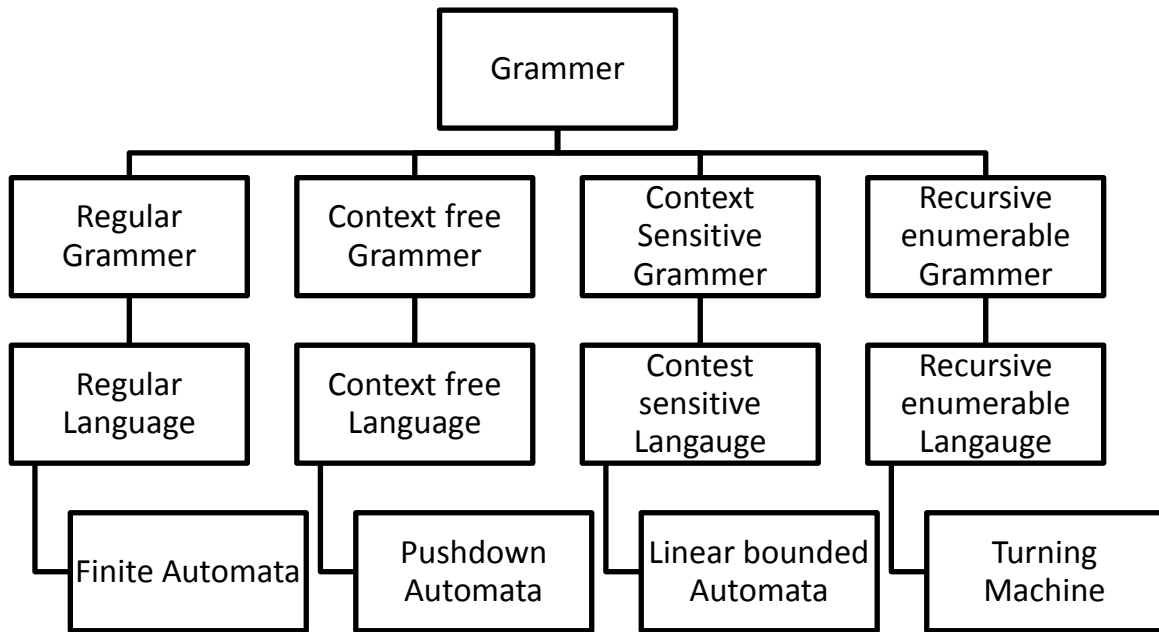 Grammer
Regular
Grammer
Context free
Grammer
Context
Sensitive
Grammer
Recursive
enumerable
Grammer
Regular
Language
Context free
Language
Contest
sensitive
Langauge
Recursive
enumerable
Langauge
Finite Automata
Pushdown
Automata
Linear bounded
Automata
Turning
Machine